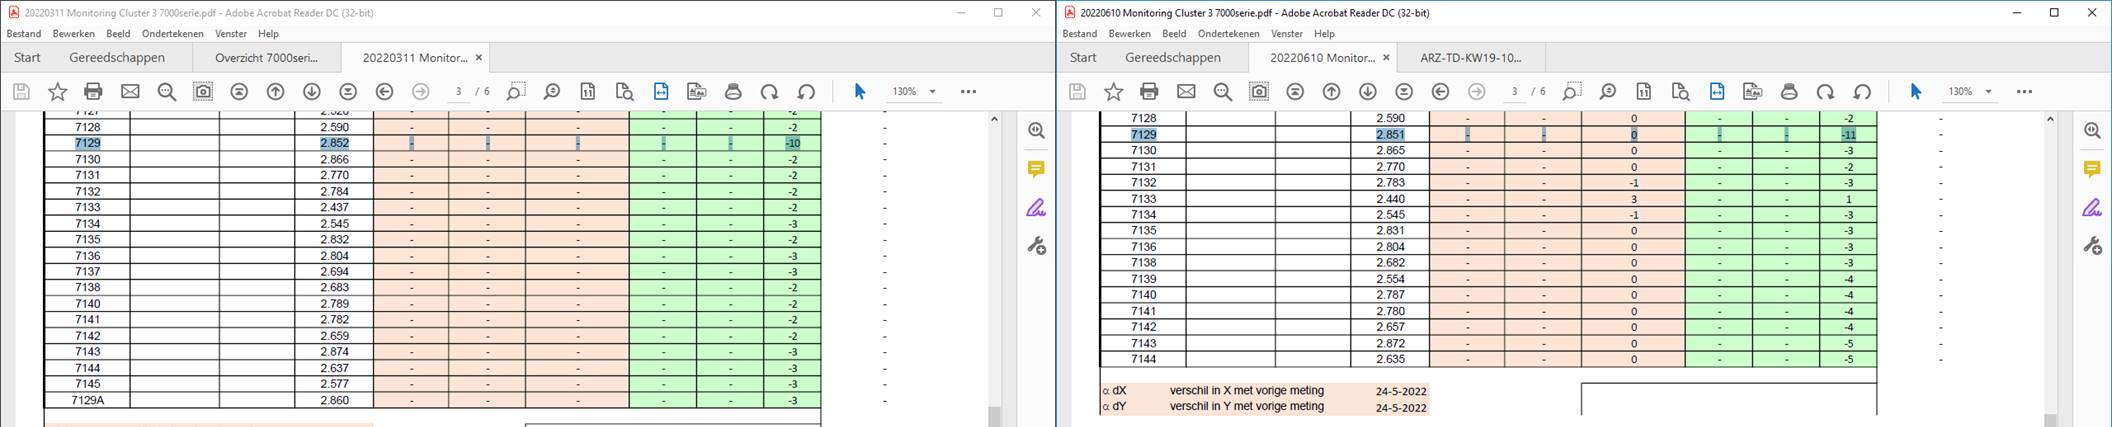 20220311 Monitoring Cluster 3 7000serie.pdf - Adobe Acrobat Reader DC (32-bit)
Bestand Bewerken Beeld Ondertekenen Venster Help
Start Gereedschappen Overzicht 7000seri... 20220311 Monitor... ×
3 / 6 130%
7128 2.590 - - - - - -2 -
7129 2.852 - - - - - -10 -
7130 2.866 - - - - - -2 -
7131 2.770 - - - - - -2 -
7132 2.784 - - - - - -2 -
7133 2.437 - - - - - -2 -
7134 2.545 - - - - - -3 -
7135 2.832 - - - - - -2 -
7136 2.804 - - - - - -3 -
7137 2.694 - - - - - -3 -
7138 2.683 - - - - - -2 -
7140 2.789 - - - - - -2 -
7141 2.782 - - - - - -2 -
7142 2.659 - - - - - -2 -
7143 2.874 - - - - - -3 -
7144 2.637 - - - - - -3 -
7145 2.577 - - - - - -3 -
7129A 2.860 - - - - - -3 -
20220610 Monitoring Cluster 3 7000serie.pdf - Adobe Acrobat Reader DC (32-bit)
Bestand Bewerken Beeld Ondertekenen Venster Help
Start Gereedschappen 20220610 Monitor... × ARZ-TD-KW19-10...
3 / 6 130%
7128 2.590 - - 0 - - -2 -
7129 2.851 - - 0 - - -11 -
7130 2.865 - - 0 - - -3 -
7131 2.770 - - 0 - - -2 -
7132 2.783 - - -1 - - -3 -
7133 2.440 - - 3 - - 1 -
7134 2.545 - - -1 - - -3 -
7135 2.831 - - 0 - - -3 -
7136 2.804 - - 0 - - -3 -
7138 2.682 - - 0 - - -3 -
7139 2.554 - - 0 - - -4 -
7140 2.787 - - 0 - - -4 -
7141 2.780 - - 0 - - -4 -
7142 2.657 - - 0 - - -4 -
7143 2.872 - - 0 - - -5 -
7144 2.635 - - 0 - - -5 -
α dX verschil in X met vorige meting 24-5-2022
α dY verschil in Y met vorige meting 24-5-2022